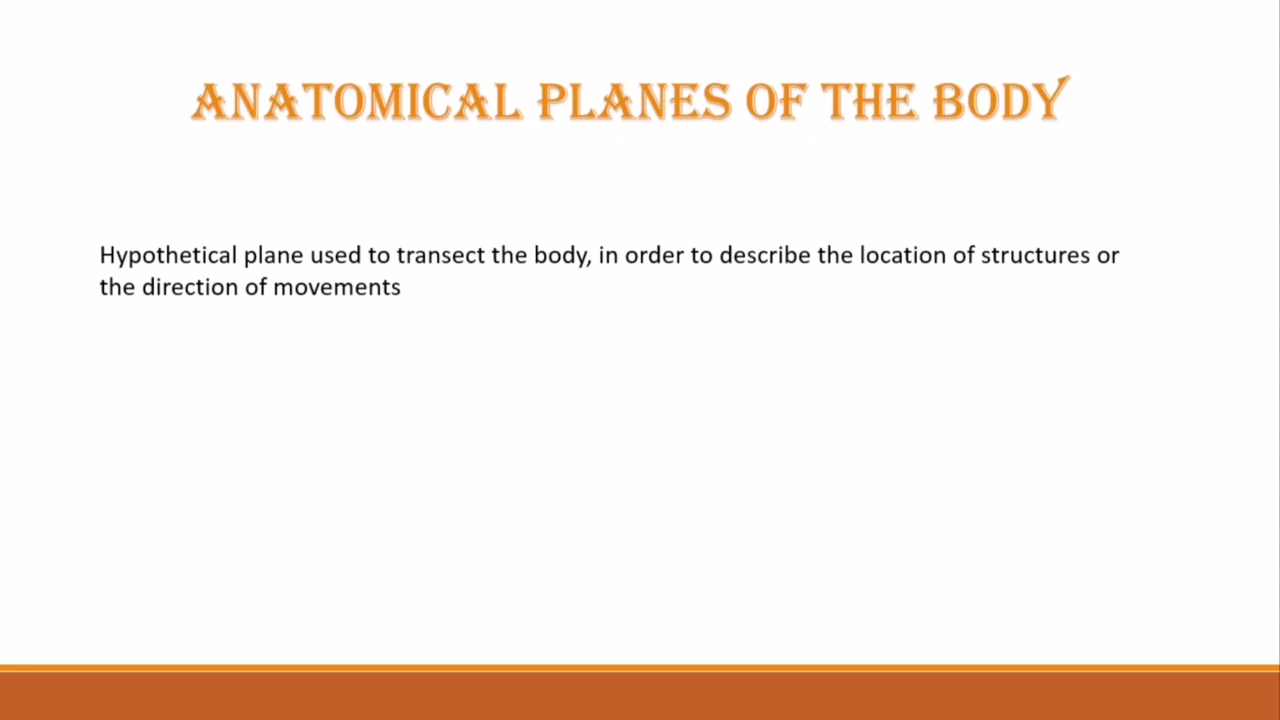 ANATOMICAL PLANES OF THE BODY
Hypothetical plane used to transect the body, in order to describe the location of structures or
the direction of movements